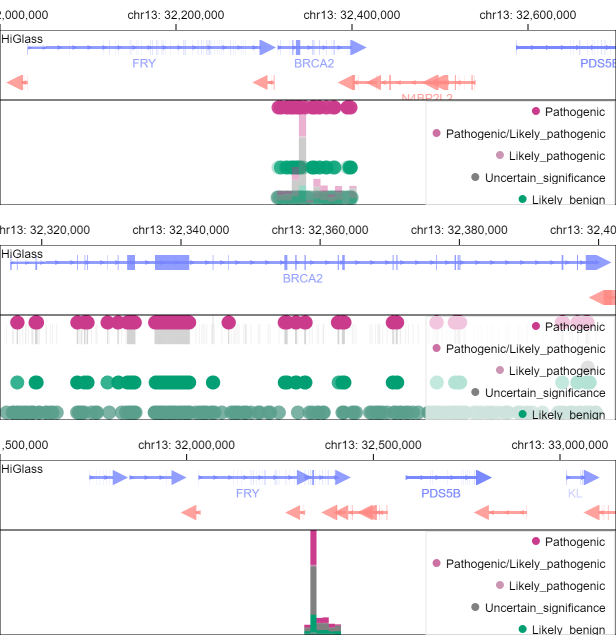 2,000,000 chr13: 32,200,000 chr13: 32,400,000 chr13: 32,600,000
HiGlass
FRY BRCA2 PDS5B
N4BP2L2
Pathogenic
Pathogenic/Likely_pathogenic
Likely_pathogenic
Uncertain_significance
Likely_benign
hr13: 32,320,000 chr13: 32,340,000 chr13: 32,360,000 chr13: 32,380,000 chr13: 32,40
HiGlass
BRCA2
Pathogenic
Pathogenic/Likely_pathogenic
Likely_pathogenic
Uncertain_significance
Likely_benign
,500,000 chr13: 32,000,000 chr13: 32,500,000 chr13: 33,000,000
HiGlass
FRY PDS5B KL
Pathogenic
Pathogenic/Likely_pathogenic
Likely_pathogenic
Uncertain_significance
Likely_benign